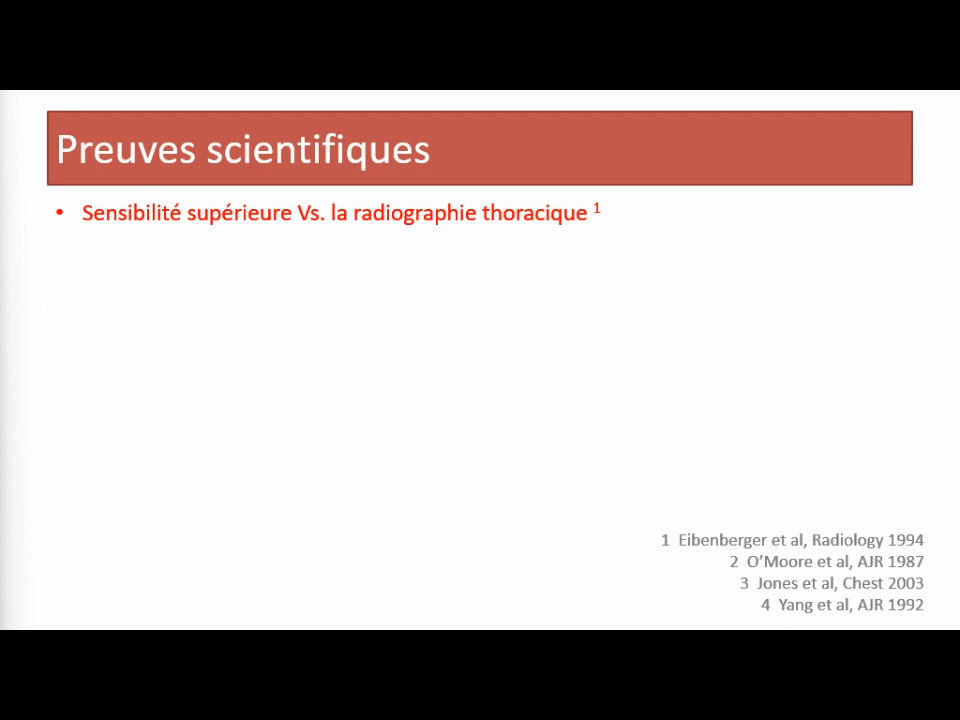 Preuves scientifiques
• Sensibilité supérieure Vs. la radiographie thoracique ¹
1 Eibenberger et al, Radiology 1994
2 O’Moore et al, AJR 1987
3 Jones et al, Chest 2003
4 Yang et al, AJR 1992